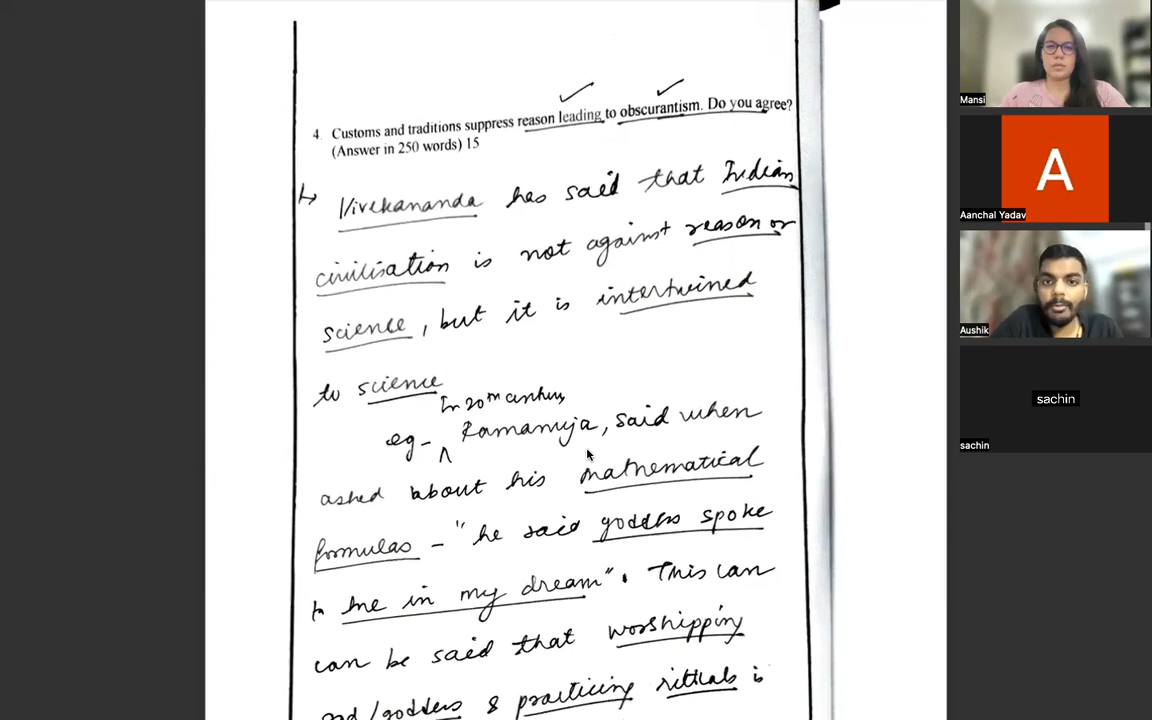 4. Customs and traditions suppress reason leading to obscurantism. Do you agree?
(Answer in 250 words) 15
Vivekananda has said that Indian
civilisation is not against reason or
science, but it is intertwined
to science
In 20th century
eg- Ramanuja, said when
asked about his mathematical
formulas - "he said goddess spoke
to me in my dream". This can
can be said that worshipping
god/goddess & practicing rituals is
Mansi
A
Aanchal Yadav
Aushik
sachin
sachin